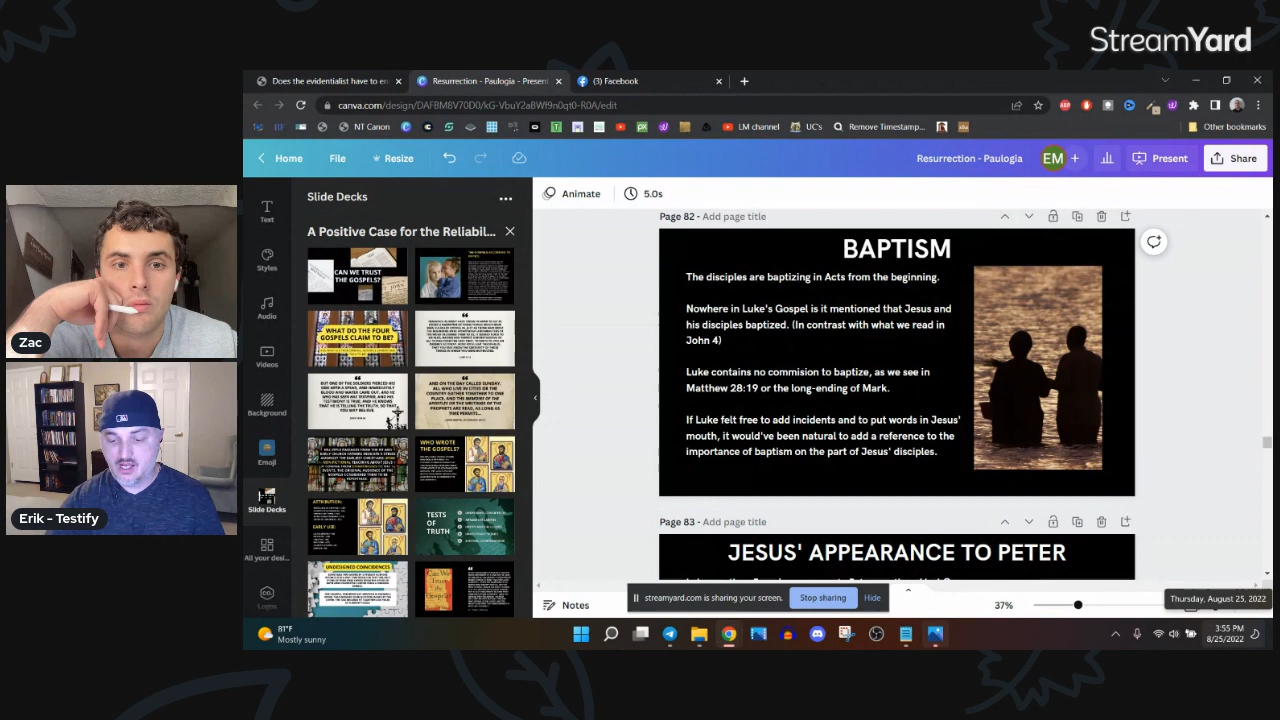 StreamYard
Does the evidentialist have to en
Resurrection - Paulogia - Present
(3) Facebook
canva.com/design/DAFBM8V70D0/kG-VbuY2aBWf9n0qt0-R0A/edit
NT Canon
LM channel
UC's
Remove Timestamp...
Other bookmarks
Home
File
Resize
Resurrection - Paulogia
EM
Present
Share
Text
Styles
Audio
Videos
Background
Emoji
Slide Decks
All your desi...
Logos
Slide Decks
A Positive Case for the Reliabil...
CAN WE TRUST
THE GOSPELS?
WHAT DO THE FOUR
GOSPELS CLAIM TO BE?
WHO WROTE
THE GOSPELS?
ATTRIBUTION:
EARLY USE:
TESTS
OF
TRUTH
UNDESIGNED COINCIDENCES
Animate
5.0s
Page 82 - Add page title
BAPTISM
The disciples are baptizing in Acts from the beginning.
Nowhere in Luke's Gospel is it mentioned that Jesus and
his disciples baptized. (In contrast with what we read in
John 4)
Luke contains no commision to baptize, as we see in
Matthew 28:19 or the long-ending of Mark.
If Luke felt free to add incidents and to put words in Jesus'
mouth, it would've been natural to add a reference to the
importance of baptism as part of Jesus' disciples.
Page 83 - Add page title
JESUS' APPEARANCE TO PETER
Notes
streamyard.com is sharing your screen.
Stop sharing
Hide
37%
Thursday, August 25, 2022
81°F
Mostly sunny
3:55 PM
8/25/2022
Zac
Erik - Testify